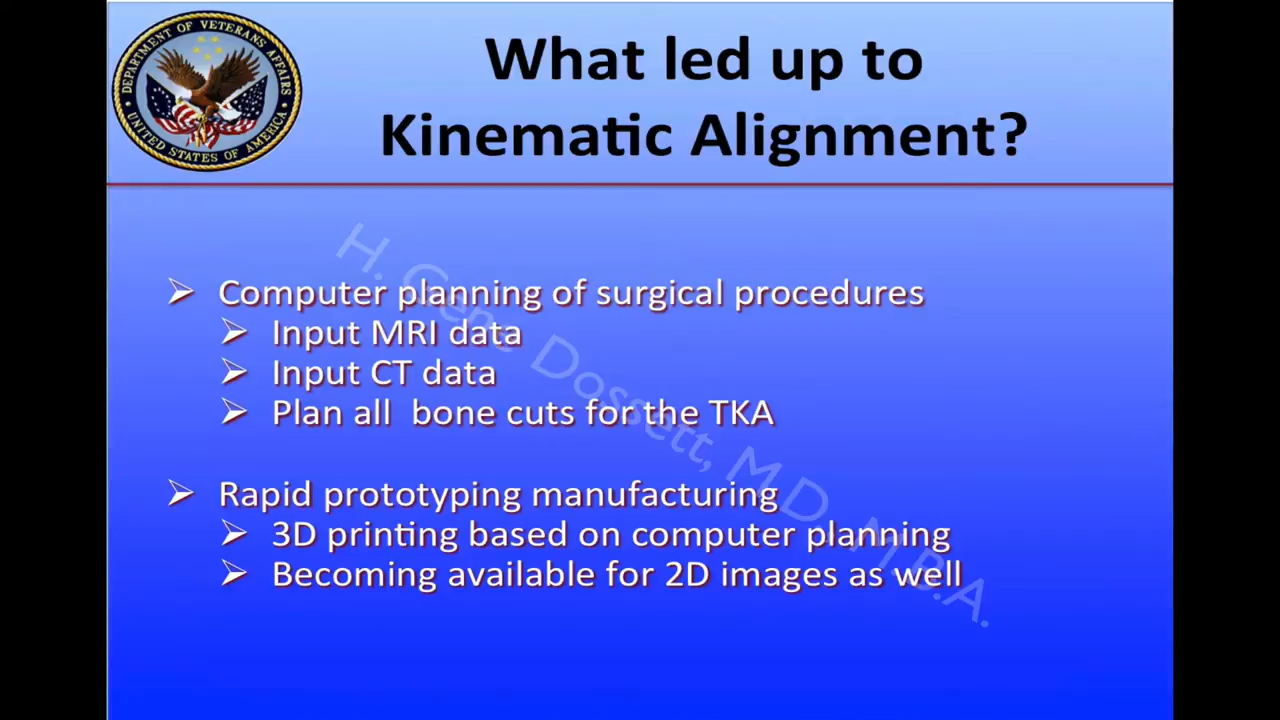 DEPARTMENT OF VETERANS AFFAIRS
UNITED STATES OF AMERICA
What led up to
Kinematic Alignment?
H. Gene Dossett, M.D., M.B.A.
➢ Computer planning of surgical procedures
➢ Input MRI data
➢ Input CT data
➢ Plan all bone cuts for the TKA
➢ Rapid prototyping manufacturing
➢ 3D printing based on computer planning
➢ Becoming available for 2D images as well